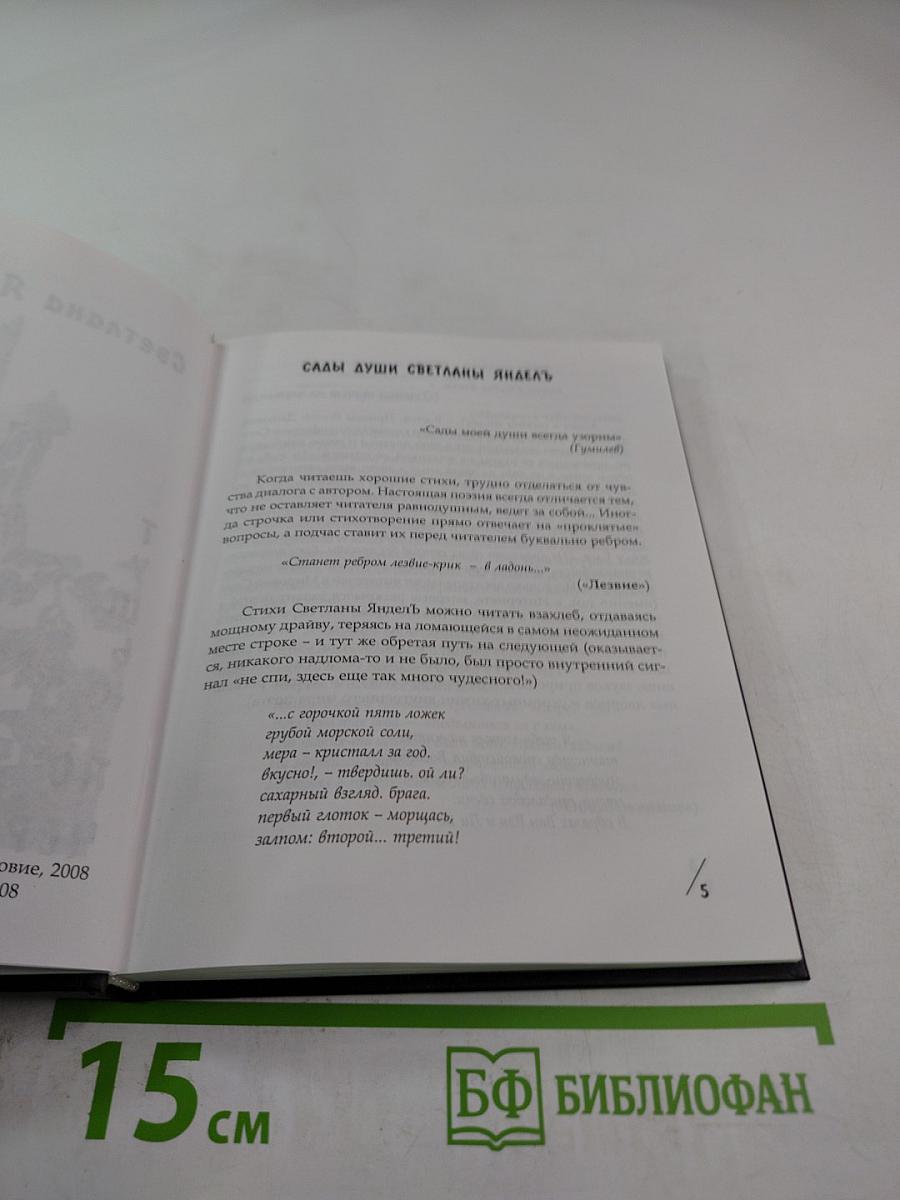 САДЫ ДУШИ СВЕТЛАНЫ ЯНДЕЛЪ
«Сады моей души всегда узорны»
(Гумилев)
Когда читаешь хорошие стихи, трудно отделаться от чув-
ства диалога с автором. Настоящая поэзия всегда отличается тем,
что не оставляет читателя равнодушным, ведет за собой... Иног-
да строчка или стихотворение прямо отвечает на «проклятые»
вопросы, а подчас ставит их перед читателем буквально ребром.
«Станет ребром лезвие-крик – в ладонь...»
(«Лезвие»)
Стихи Светланы ЯнделЪ можно читать взахлеб, отдаваясь
мощному драйву, теряясь на ломающейся в самом неожиданном
месте строке – и тут же обретая путь на следующей (оказывает-
ся, никакого надлома-то и не было, был просто внутренний сиг-
нал «не спи, здесь еще так много чудесного!»)
«...с горочкой пять ложек
грубой морской соли,
мера – кристалл за год.
вкусно!, – твердишь. ой ли?
сахарный взгляд. брага.
первый глоток – морщась,
залпом: второй... третий!
5
овие, 2008
08
15 см
БФ БИБЛИОФАН